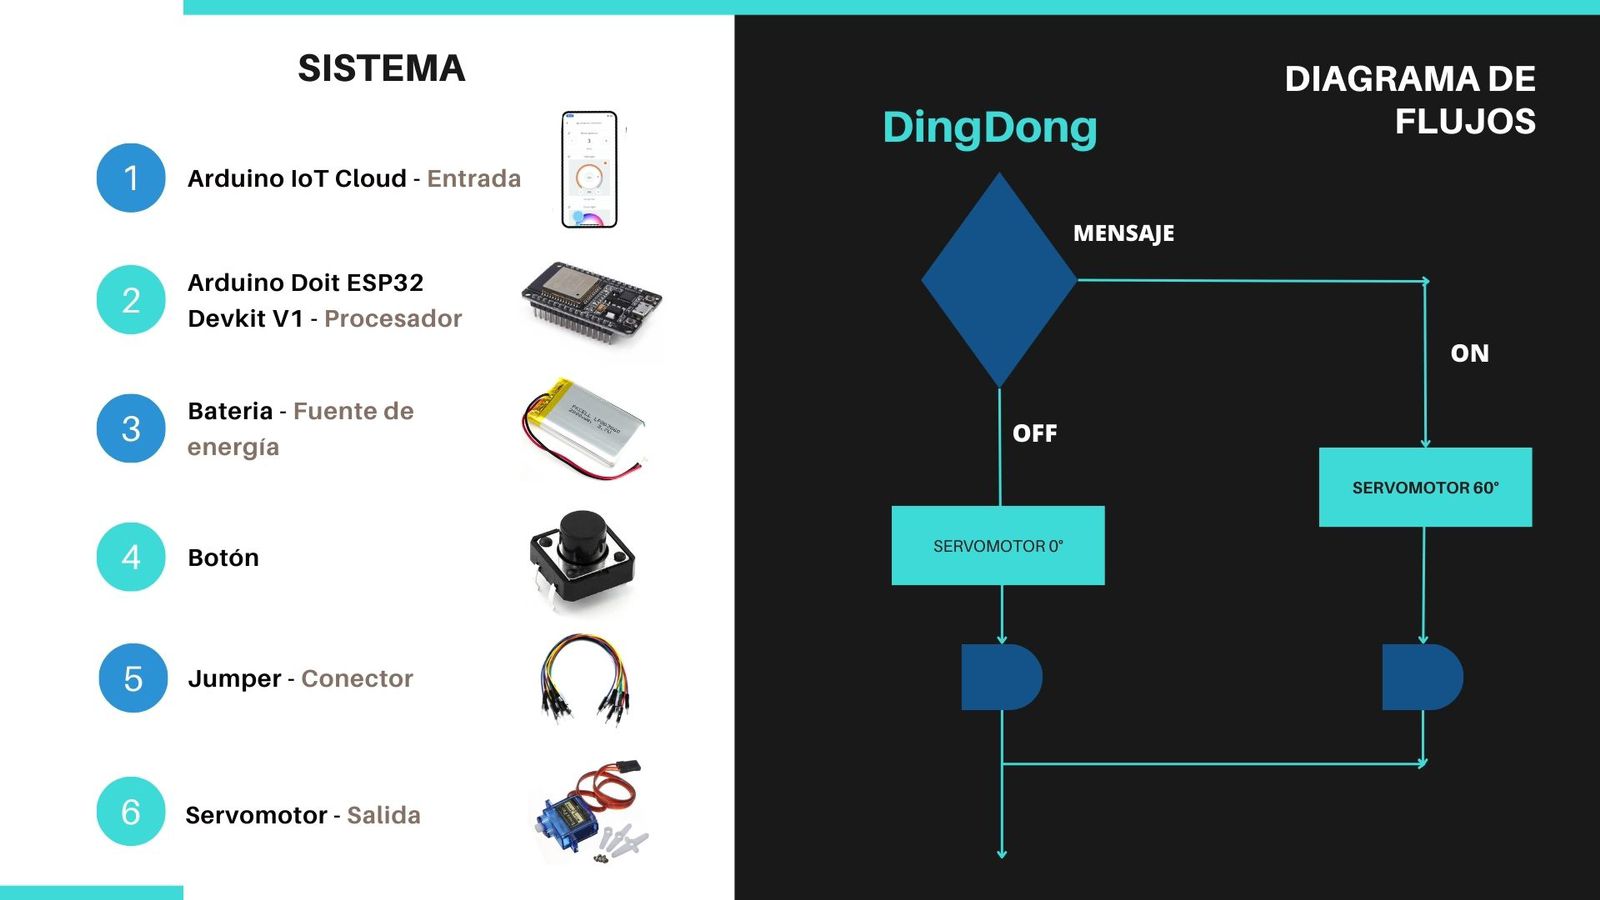 SISTEMA
1
Arduino IoT Cloud - Entrada
2
Arduino Doit ESP32
Devkit V1 - Procesador
3
Bateria - Fuente de
energía
4
Botón
5
Jumper - Conector
6
Servomotor - Salida
DIAGRAMA DE
FLUJOS
DingDong
MENSAJE
ON
OFF
SERVOMOTOR 60°
SERVOMOTOR 0°